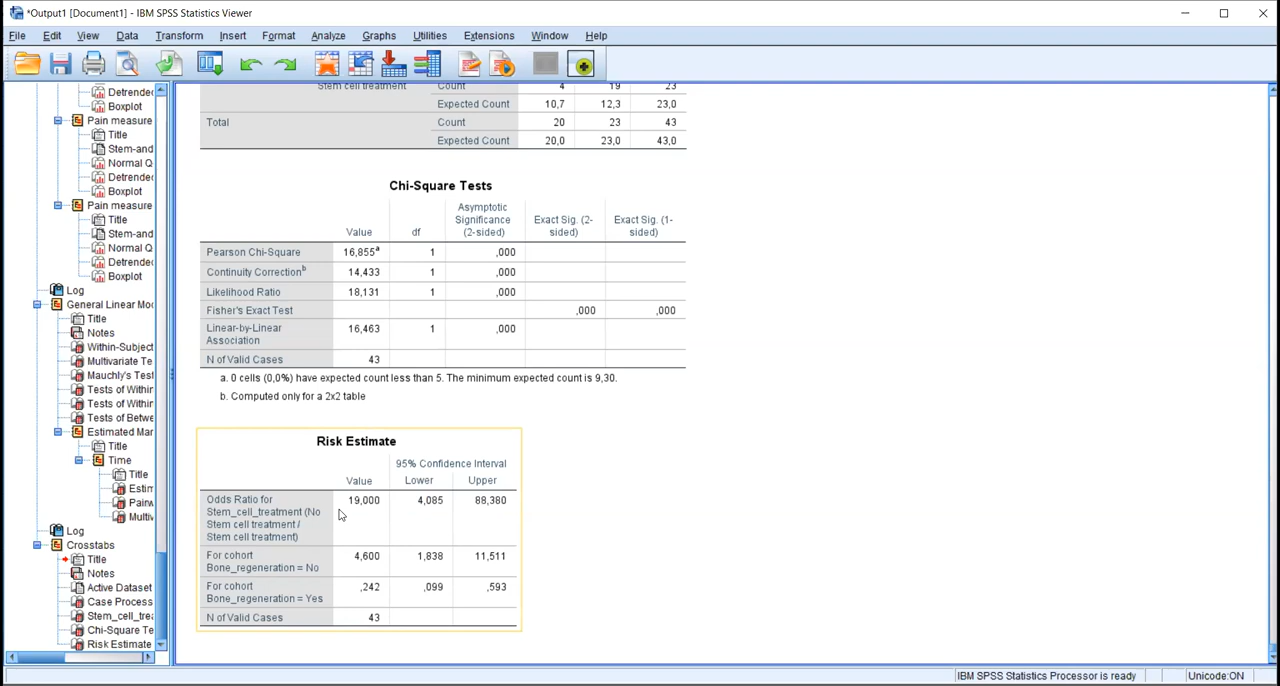 *Output1 [Document1] - IBM SPSS Statistics Viewer
File Edit View Data Transform Insert Format Analyze Graphs Utilities Extensions Window Help
Detrended
Boxplot
Pain measure
Title
Stem-and
Normal Q
Detrended
Boxplot
Pain measure
Title
Stem-and
Normal Q
Detrended
Boxplot
Log
General Linear Mod
Title
Notes
Within-Subject
Multivariate Te
Mauchly's Test
Tests of Within
Tests of Within
Tests of Betwe
Estimated Mar
Title
Time
Title
Estim
Pairw
Multiv
Log
Crosstabs
Title
Notes
Active Dataset
Case Process
Stem_cell_trea
Chi-Square Te
Risk Estimate
Stem cell treatment Count 4 19 23
Expected Count 10,7 12,3 23,0
Total Count 20 23 43
Expected Count 20,0 23,0 43,0
Chi-Square Tests
Value df Asymptotic Significance (2-sided) Exact Sig. (2-sided) Exact Sig. (1-sided)
Pearson Chi-Square 16,855a 1 ,000
Continuity Correctionb 14,433 1 ,000
Likelihood Ratio 18,131 1 ,000
Fisher's Exact Test ,000 ,000
Linear-by-Linear Association 16,463 1 ,000
N of Valid Cases 43
a. 0 cells (0,0%) have expected count less than 5. The minimum expected count is 9,30.
b. Computed only for a 2x2 table
Risk Estimate
95% Confidence Interval
Value Lower Upper
Odds Ratio for Stem_cell_treatment (No Stem cell treatment / Stem cell treatment) 19,000 4,085 88,380
For cohort Bone_regeneration = No 4,600 1,838 11,511
For cohort Bone_regeneration = Yes ,242 ,099 ,593
N of Valid Cases 43
IBM SPSS Statistics Processor is ready Unicode:ON